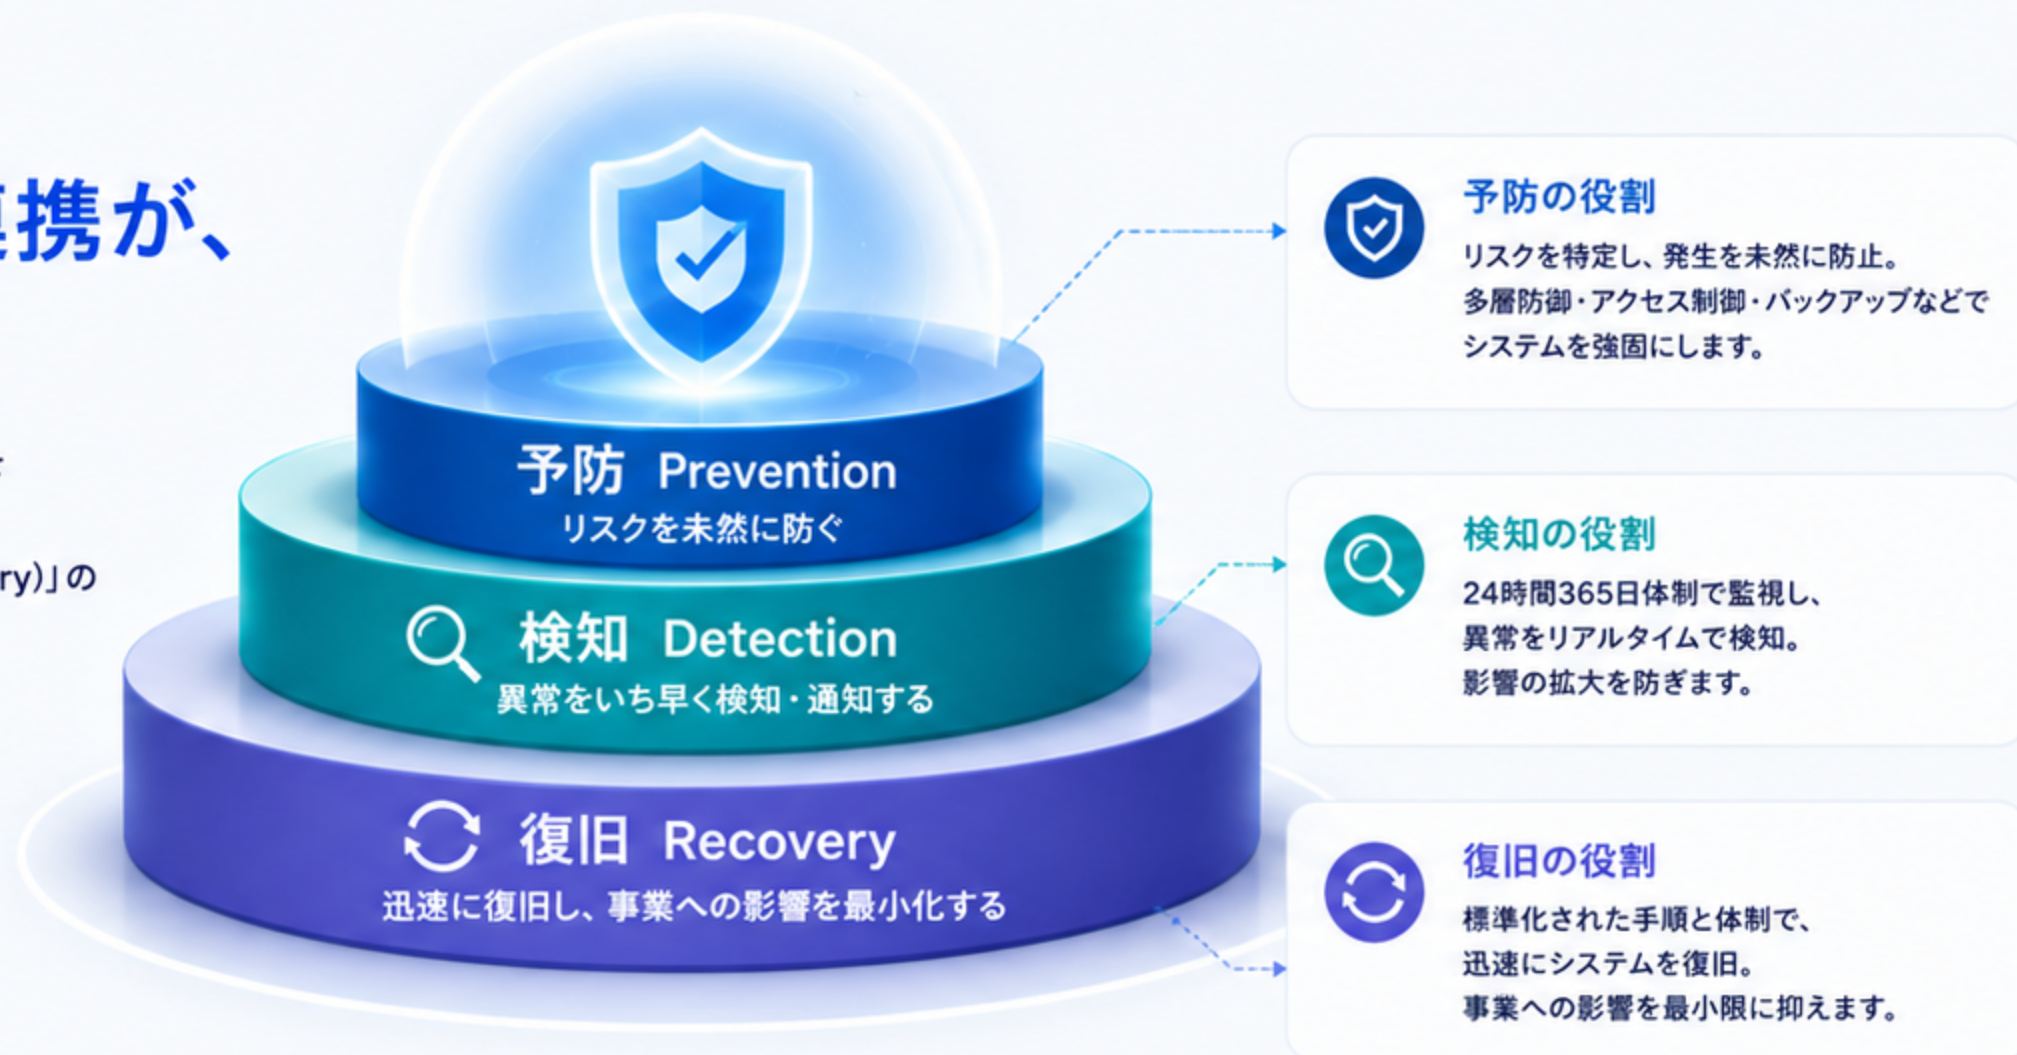 連携が、
ry)」の
予防 Prevention
リスクを未然に防ぐ
検知 Detection
異常をいち早く検知・通知する
復旧 Recovery
迅速に復旧し、事業への影響を最小化する
予防の役割
リスクを特定し、発生を未然に防止。
多層防御・アクセス制御・バックアップなどで
システムを強固にします。
検知の役割
24時間365日体制で監視し、
異常をリアルタイムで検知。
影響の拡大を防ぎます。
復旧の役割
標準化された手順と体制で、
迅速にシステムを復旧。
事業への影響を最小限に抑えます。